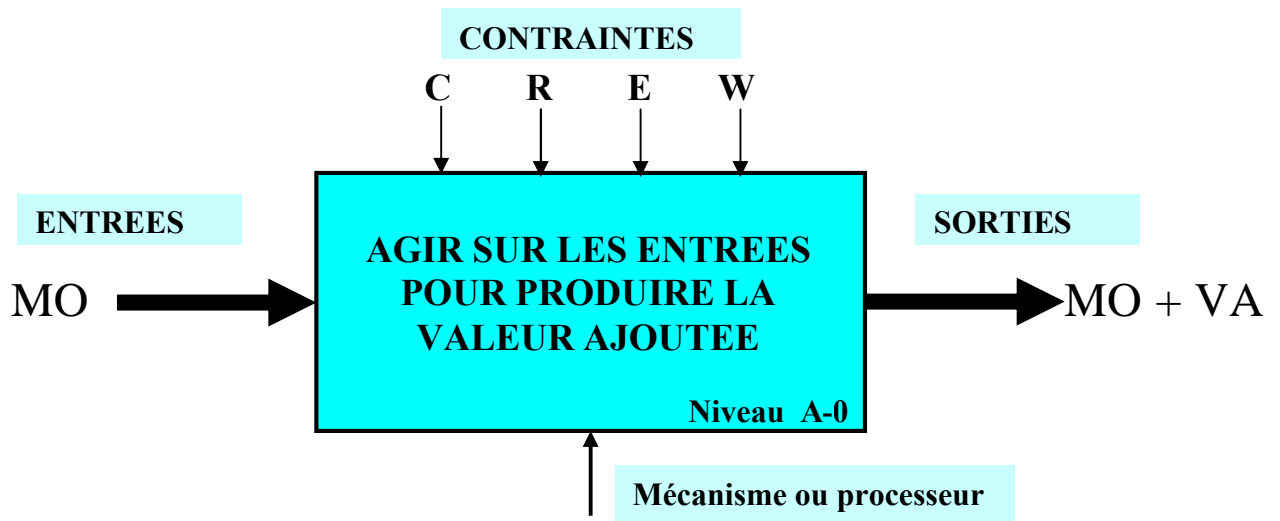 CONTRAINTES
C R E W
ENTREES
SORTIES
MO
AGIR SUR LES ENTREES
POUR PRODUIRE LA
VALEUR AJOUTEE
MO + VA
Niveau A-0
Mécanisme ou processeur